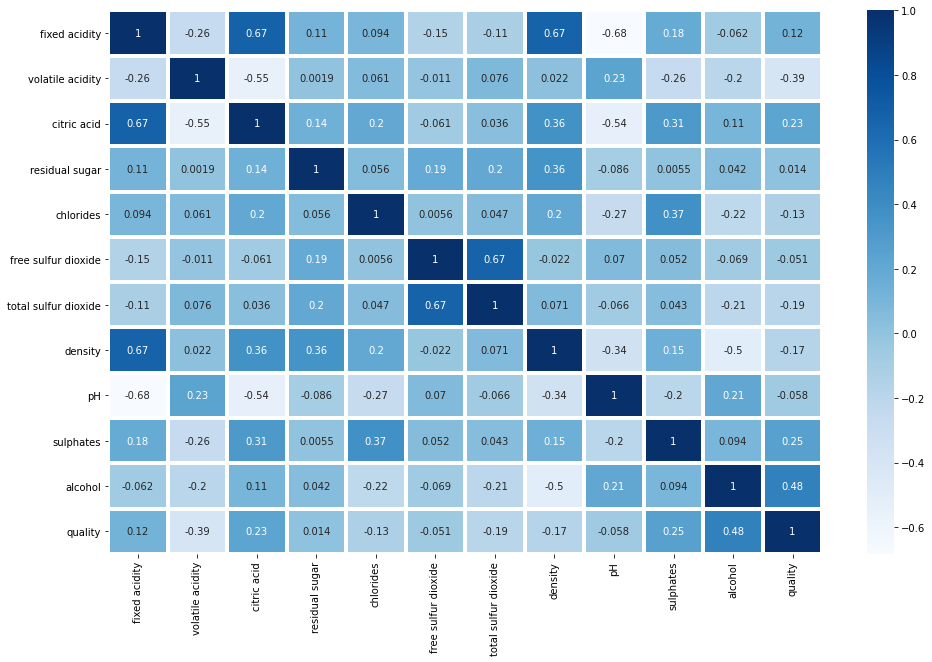 fixed acidity 1 -0.26 0.67 0.11 0.094 -0.15 -0.11 0.67 -0.68 0.18 -0.062 0.12
volatile acidity -0.26 1 -0.55 0.0019 0.061 -0.011 0.076 0.022 0.23 -0.26 -0.2 -0.39
citric acid 0.67 -0.55 1 0.14 0.2 -0.061 0.036 0.36 -0.54 0.31 0.11 0.23
residual sugar 0.11 0.0019 0.14 1 0.056 0.19 0.2 0.36 -0.086 0.0055 0.042 0.014
chlorides 0.094 0.061 0.2 0.056 1 0.0056 0.047 0.2 -0.27 0.37 -0.22 -0.13
free sulfur dioxide -0.15 -0.011 -0.061 0.19 0.0056 1 0.67 -0.022 0.07 0.052 -0.069 -0.051
total sulfur dioxide -0.11 0.076 0.036 0.2 0.047 0.67 1 0.071 -0.066 0.043 -0.21 -0.19
density 0.67 0.022 0.36 0.36 0.2 -0.022 0.071 1 -0.34 0.15 -0.5 -0.17
pH -0.68 0.23 -0.54 -0.086 -0.27 0.07 -0.066 -0.34 1 -0.2 0.21 -0.058
sulphates 0.18 -0.26 0.31 0.0055 0.37 0.052 0.043 0.15 -0.2 1 0.094 0.25
alcohol -0.062 -0.2 0.11 0.042 -0.22 -0.069 -0.21 -0.5 0.21 0.094 1 0.48
quality 0.12 -0.39 0.23 0.014 -0.13 -0.051 -0.19 -0.17 -0.058 0.25 0.48 1
fixed acidity
volatile acidity
citric acid
residual sugar
chlorides
free sulfur dioxide
total sulfur dioxide
density
pH
sulphates
alcohol
quality
1.0
0.8
0.6
0.4
0.2
0.0
−0.2
−0.4
−0.6